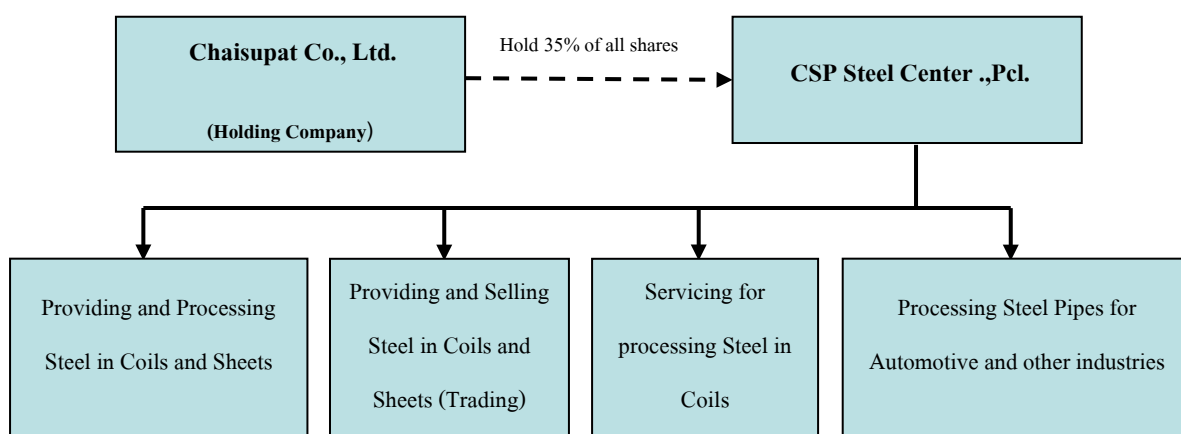 Chaisupat Co., Ltd.
(Holding Company)
Hold 35% of all shares
CSP Steel Center .,Pcl.
Providing and Processing
Steel in Coils and Sheets
Providing and Selling
Steel in Coils and
Sheets (Trading)
Servicing for
processing Steel in
Coils
Processing Steel Pipes for
Automotive and other industries